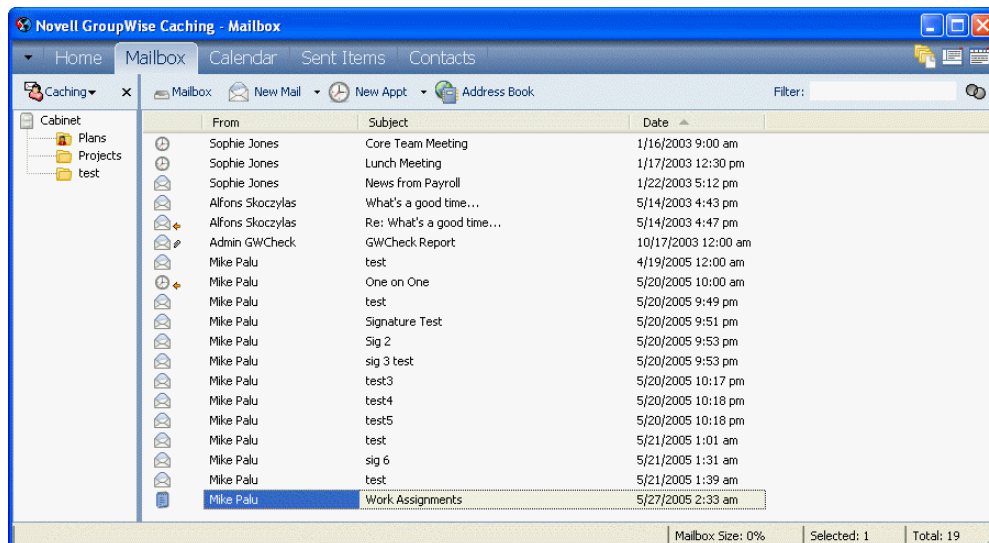 Novell GroupWise Caching - Mailbox
Home Mailbox Calendar Sent Items Contacts
Caching Mailbox New Mail New Appt Address Book Filter:
Cabinet
Plans
Projects
test
From Subject Date
Sophie Jones Core Team Meeting 1/16/2003 9:00 am
Sophie Jones Lunch Meeting 1/17/2003 12:30 pm
Sophie Jones News from Payroll 1/22/2003 5:12 pm
Alfons Skoczylas What's a good time... 5/14/2003 4:43 pm
Alfons Skoczylas Re: What's a good time... 5/14/2003 4:47 pm
Admin GWCheck GWCheck Report 10/17/2003 12:00 am
Mike Palu test 4/19/2005 12:00 am
Mike Palu One on One 5/20/2005 10:00 am
Mike Palu test 5/20/2005 9:49 pm
Mike Palu Signature Test 5/20/2005 9:51 pm
Mike Palu Sig 2 5/20/2005 9:53 pm
Mike Palu sig 3 test 5/20/2005 9:53 pm
Mike Palu test3 5/20/2005 10:17 pm
Mike Palu test4 5/20/2005 10:18 pm
Mike Palu test5 5/20/2005 10:18 pm
Mike Palu test 5/21/2005 1:01 am
Mike Palu sig 6 5/21/2005 1:31 am
Mike Palu test 5/21/2005 1:39 am
Mike Palu Work Assignments 5/27/2005 2:33 am
Mailbox Size: 0% Selected: 1 Total: 19